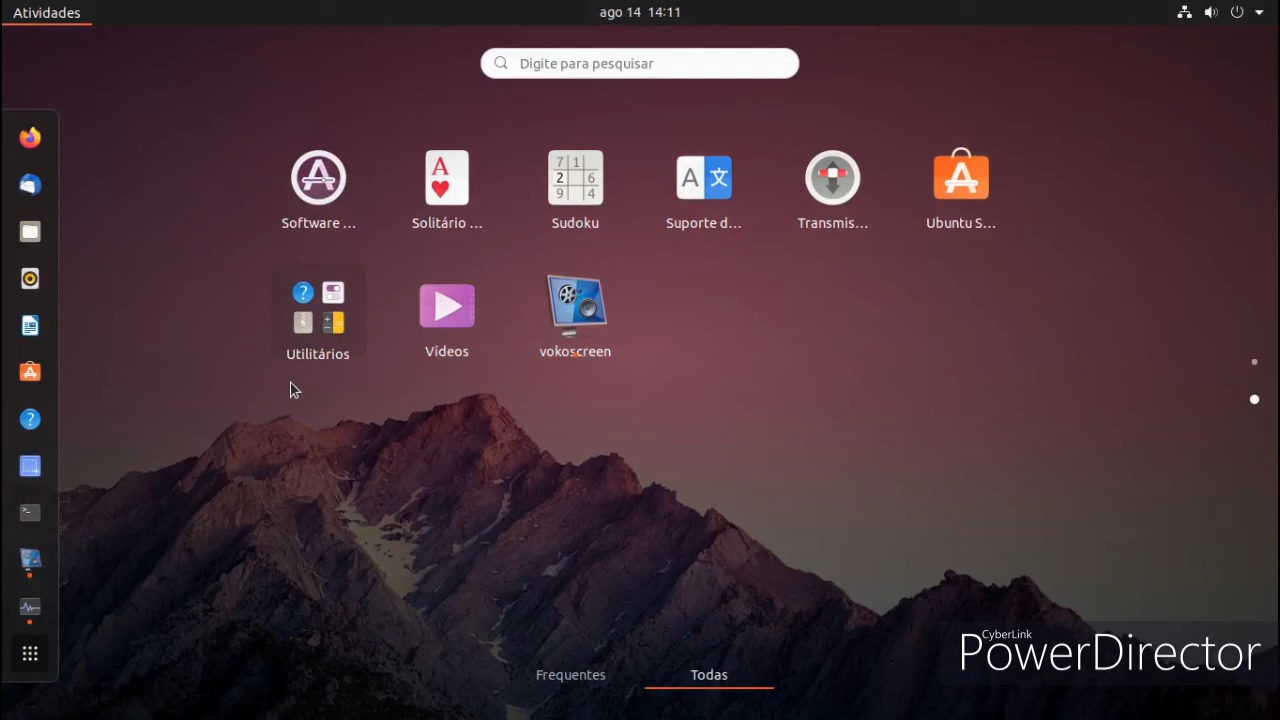 Atividades
ago 14 14:11
Digite para pesquisar
Software ...
Solitário ...
Sudoku
Suporte d...
Transmis...
Ubuntu S...
Utilitários
Vídeos
vokoscreen
CyberLink
PowerDirector
Frequentes
Todas